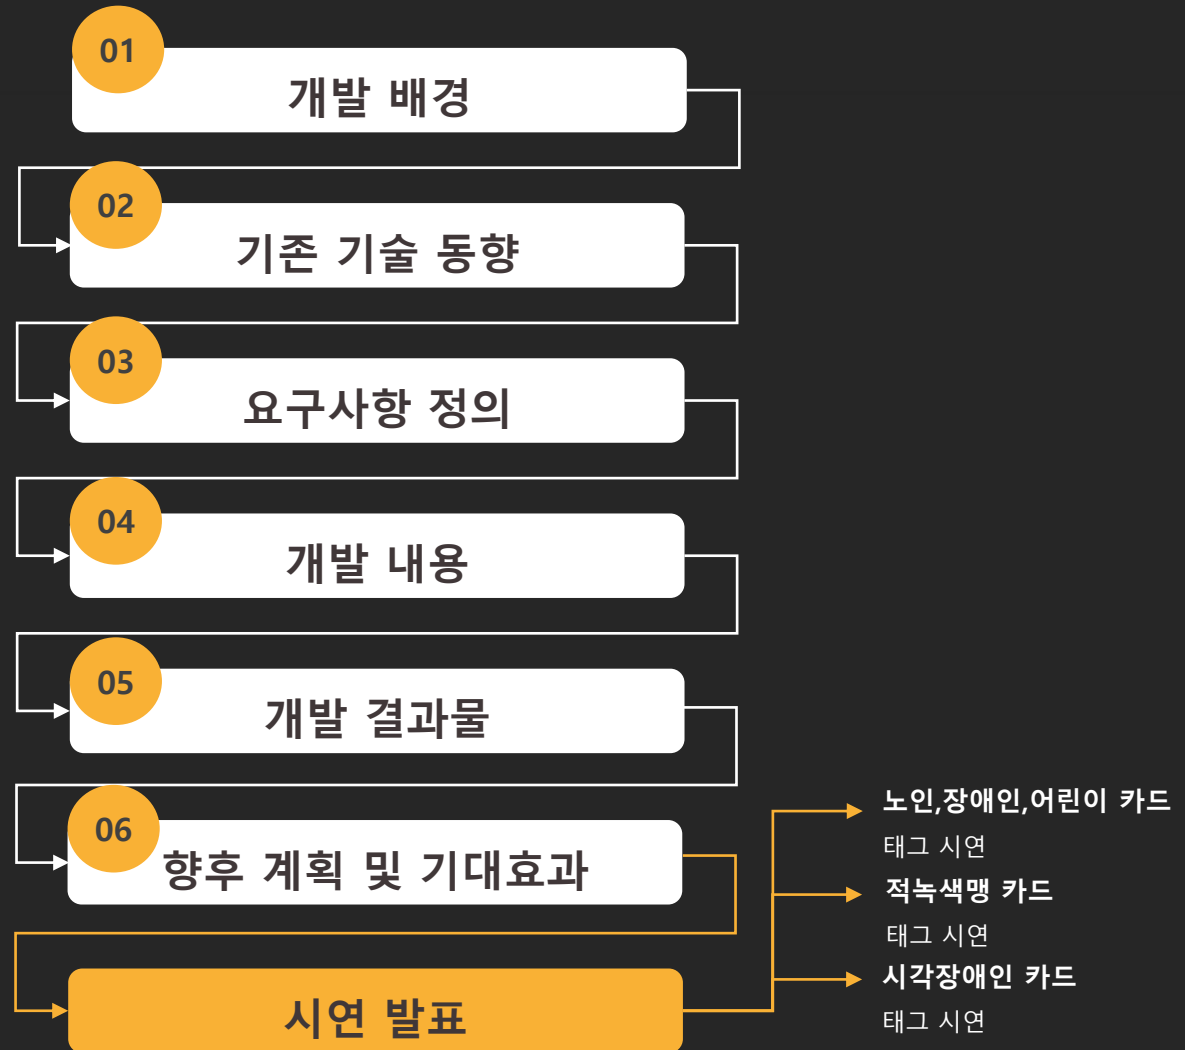 01
개발 배경
02
기존 기술 동향
03
요구사항 정의
04
개발 내용
05
개발 결과물
06
향후 계획 및 기대효과
시연 발표
노인,장애인,어린이 카드
태그 시연
적녹색맹 카드
태그 시연
시각장애인 카드
태그 시연